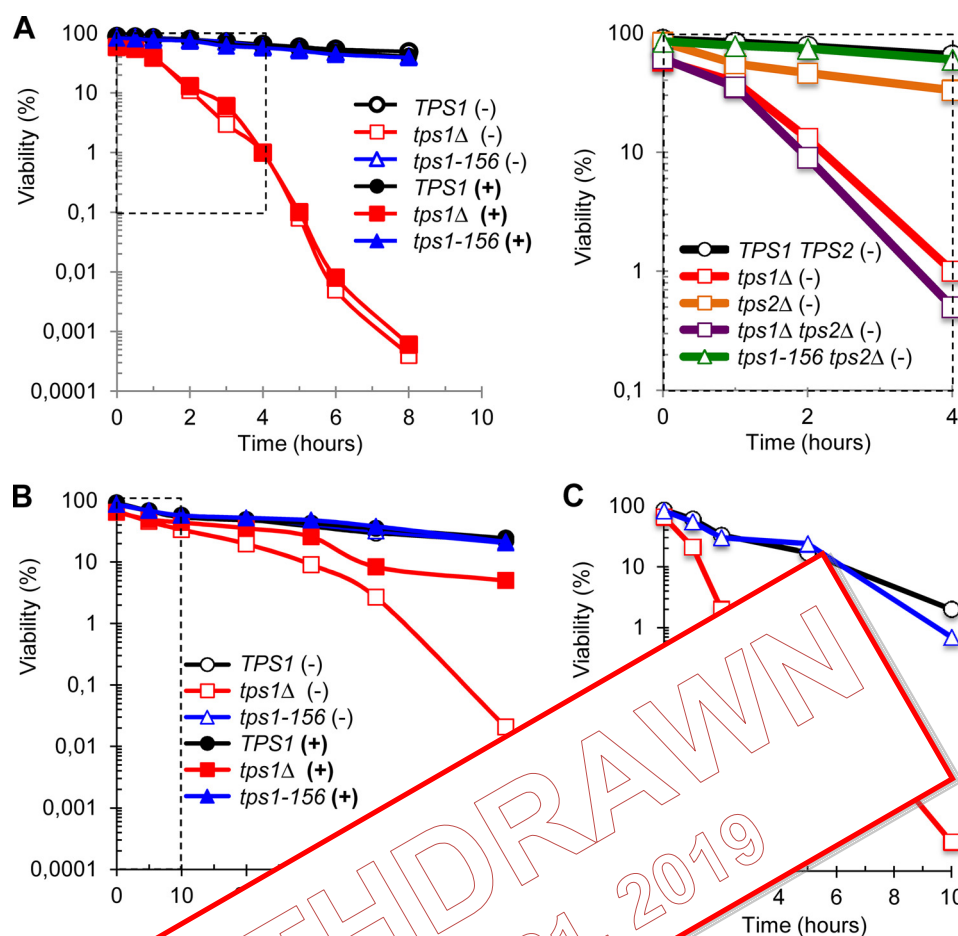 A
Viability (%)
100
10
1
0,1
0,01
0,001
0,0001
0 2 4 6 8 10
Time (hours)
TPS1 (-)
tps1Δ (-)
tps1-156 (-)
TPS1 (+)
tps1Δ (+)
tps1-156 (+)
Viability (%)
100
10
1
0,1
0 2 4
Time (hours)
TPS1 TPS2 (-)
tps1Δ (-)
tps2Δ (-)
tps1Δ tps2Δ (-)
tps1-156 tps2Δ (-)
B
Viability (%)
100
10
1
0,1
0,01
0,001
0,0001
0 10
TPS1 (-)
tps1Δ (-)
tps1-156 (-)
TPS1 (+)
tps1Δ (+)
tps1-156 (+)
C
Viability (%)
100
10
1
6 8 10
Time (hours)
THDRAWN
2019